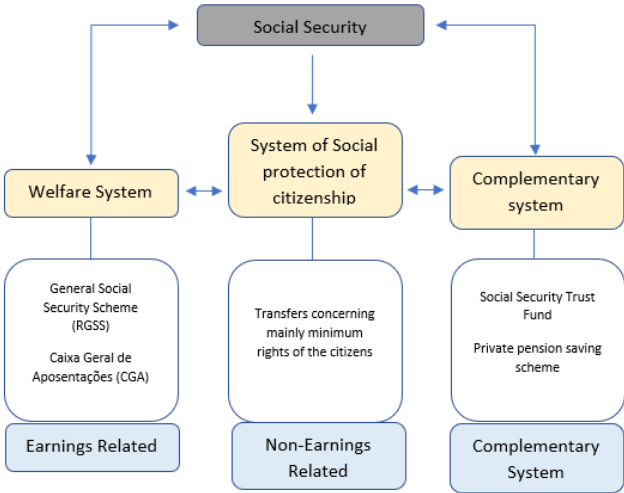 Social Security
Welfare System
System of Social
protection of
citizenship
Complementary
system
General Social
Security Scheme
(RGSS)
Caixa Geral de
Aposentações (CGA)
Transfers concerning
mainly minimum
rights of the citizens
Social Security Trust
Fund
Private pension saving
scheme
Earnings Related
Non-Earnings
Related
Complementary
System